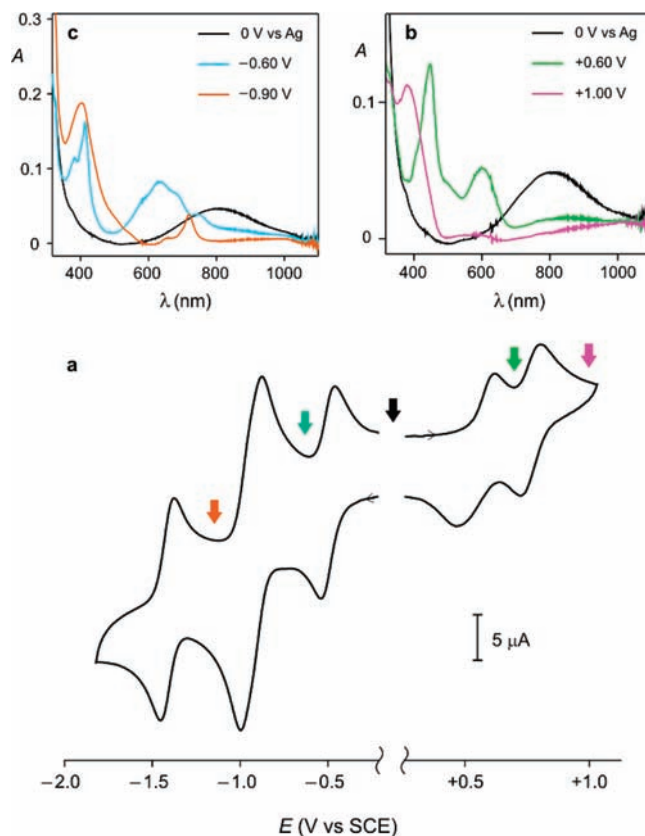 c
A
0.3
0.2
0.1
0
0 V vs Ag
−0.60 V
−0.90 V
400 600 800 1000
λ (nm)
b
A
0.1
0
0 V vs Ag
+0.60 V
+1.00 V
400 600 800 1000
λ (nm)
a
5 μA
−2.0 −1.5 −1.0 −0.5 +0.5 +1.0
E (V vs SCE)